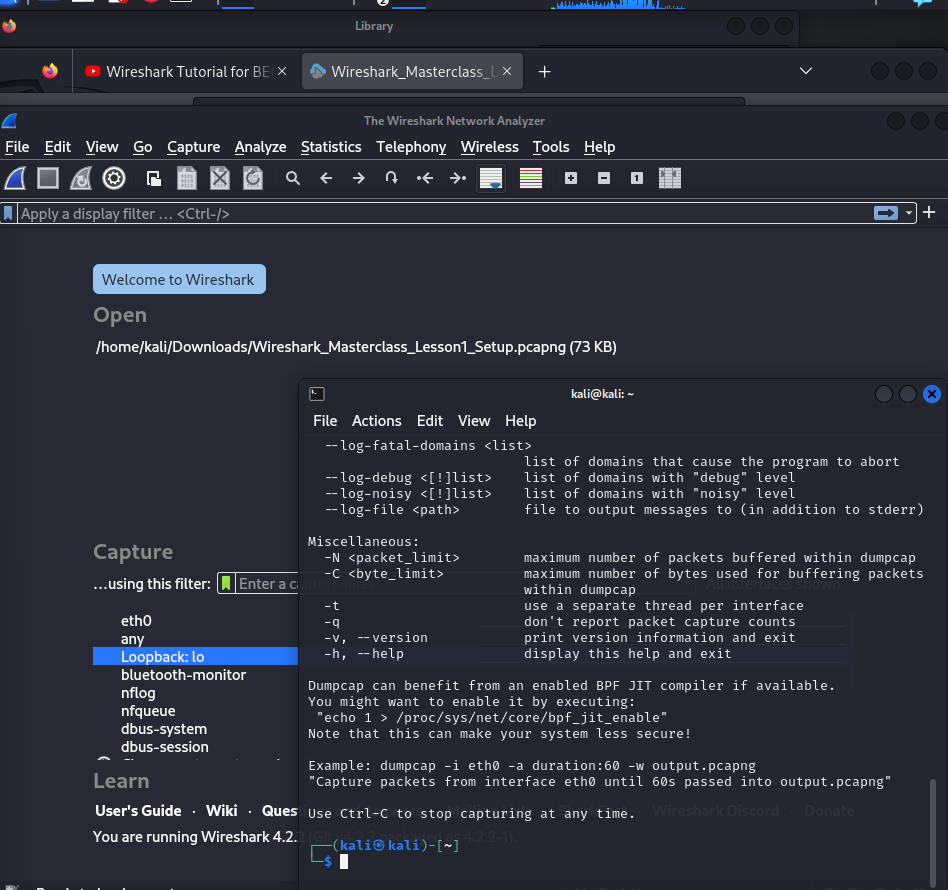 2
Library
Wireshark Tutorial for BE
Wireshark_Masterclass_L
The Wireshark Network Analyzer
File Edit View Go Capture Analyze Statistics Telephony Wireless Tools Help
Apply a display filter … <Ctrl-/>
Welcome to Wireshark
Open
/home/kali/Downloads/Wireshark_Masterclass_Lesson1_Setup.pcapng (73 KB)
Capture
…using this filter: Enter a ca
All interfaces shown
eth0
any
Loopback: lo
bluetooth-monitor
nflog
nfqueue
dbus-system
dbus-session
Learn
User's Guide · Wiki · Ques
Wireshark Discord · Donate
You are running Wireshark 4.2.2 (Git v4.2.2 packaged as 4.2.2-1).
kali@kali: ~
File Actions Edit View Help
--log-fatal-domains <list>
list of domains that cause the program to abort
--log-debug <[!]list> list of domains with "debug" level
--log-noisy <[!]list> list of domains with "noisy" level
--log-file <path> file to output messages to (in addition to stderr)
Miscellaneous:
-N <packet_limit> maximum number of packets buffered within dumpcap
-C <byte_limit> maximum number of bytes used for buffering packets
within dumpcap
-t use a separate thread per interface
-q don't report packet capture counts
-v, --version print version information and exit
-h, --help display this help and exit
Dumpcap can benefit from an enabled BPF JIT compiler if available.
You might want to enable it by executing:
"echo 1 > /proc/sys/net/core/bpf_jit_enable"
Note that this can make your system less secure!
Example: dumpcap -i eth0 -a duration:60 -w output.pcapng
"Capture packets from interface eth0 until 60s passed into output.pcapng"
Use Ctrl-C to stop capturing at any time.
(kali㉿kali)-[~]
$